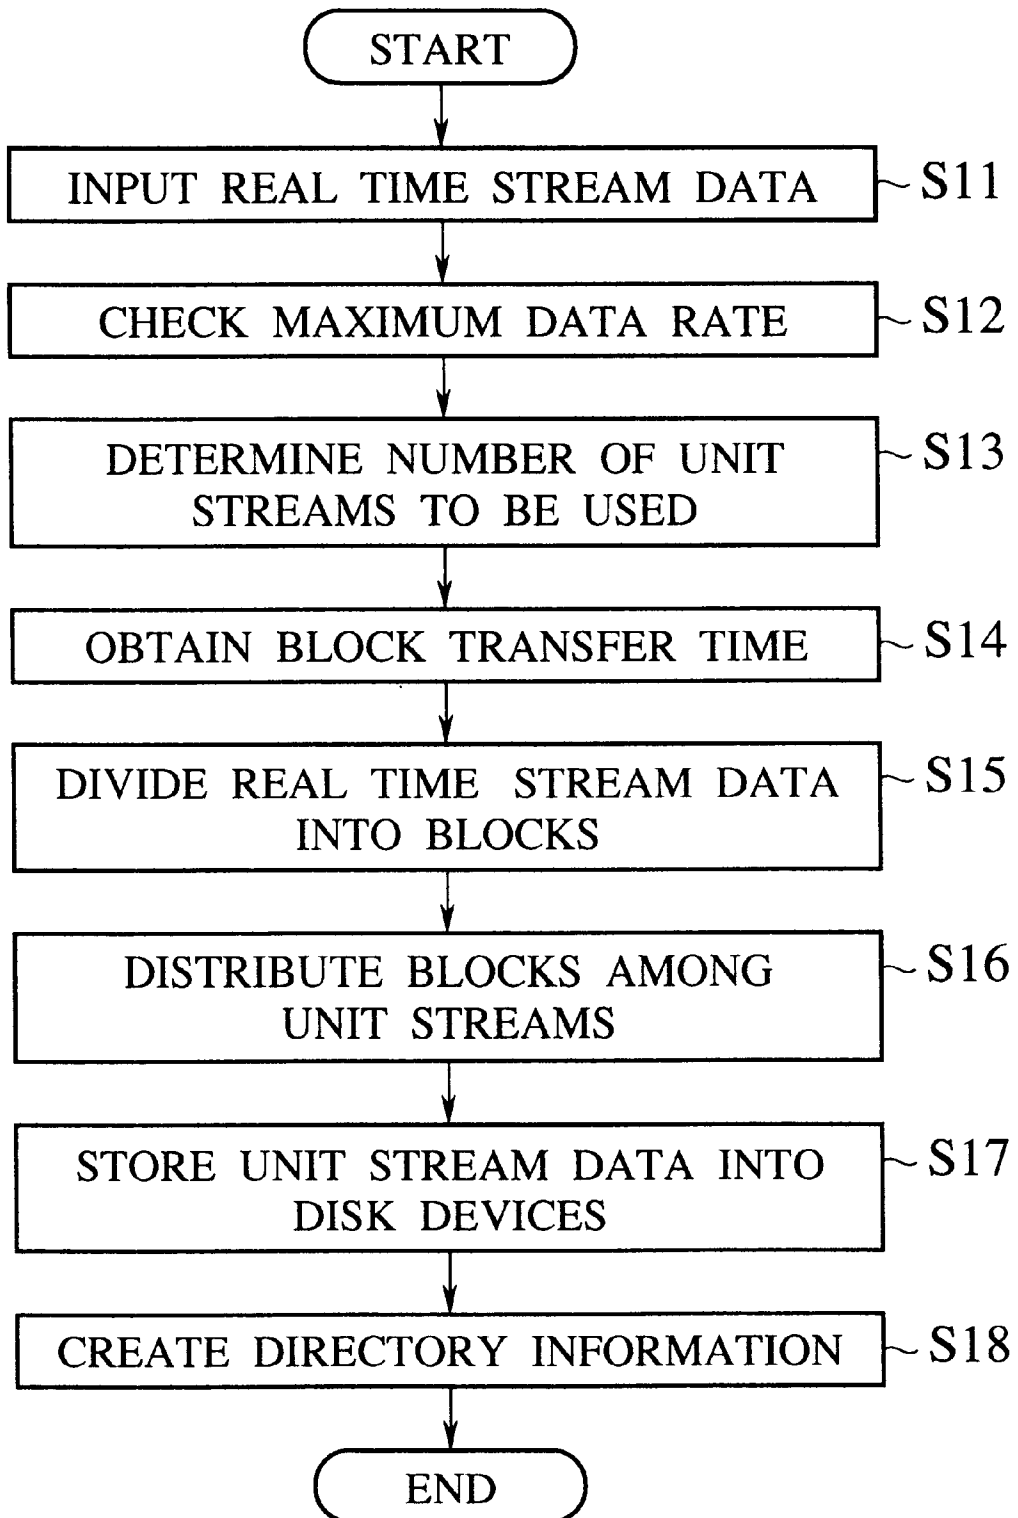 START
INPUT REAL TIME STREAM DATA
S11
CHECK MAXIMUM DATA RATE
S12
DETERMINE NUMBER OF UNIT
STREAMS TO BE USED
S13
OBTAIN BLOCK TRANSFER TIME
S14
DIVIDE REAL TIME STREAM DATA
INTO BLOCKS
S15
DISTRIBUTE BLOCKS AMONG
UNIT STREAMS
S16
STORE UNIT STREAM DATA INTO
DISK DEVICES
S17
CREATE DIRECTORY INFORMATION
S18
END